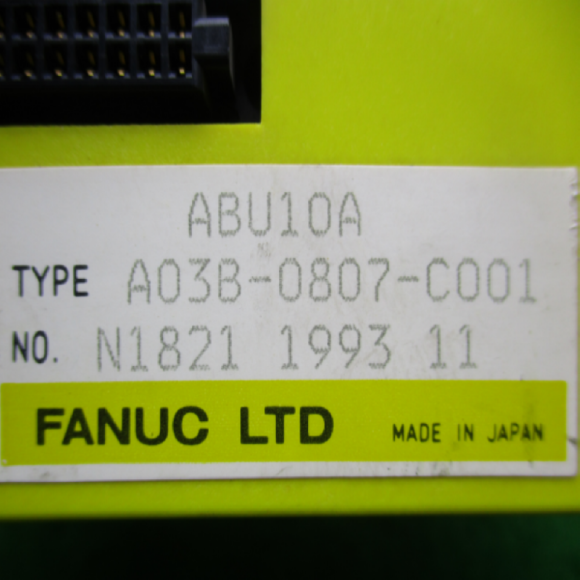 ABU10A
TYPE A03B-0807-C001
NO. N1821 1993 11
FANUC LTD MADE IN JAPAN